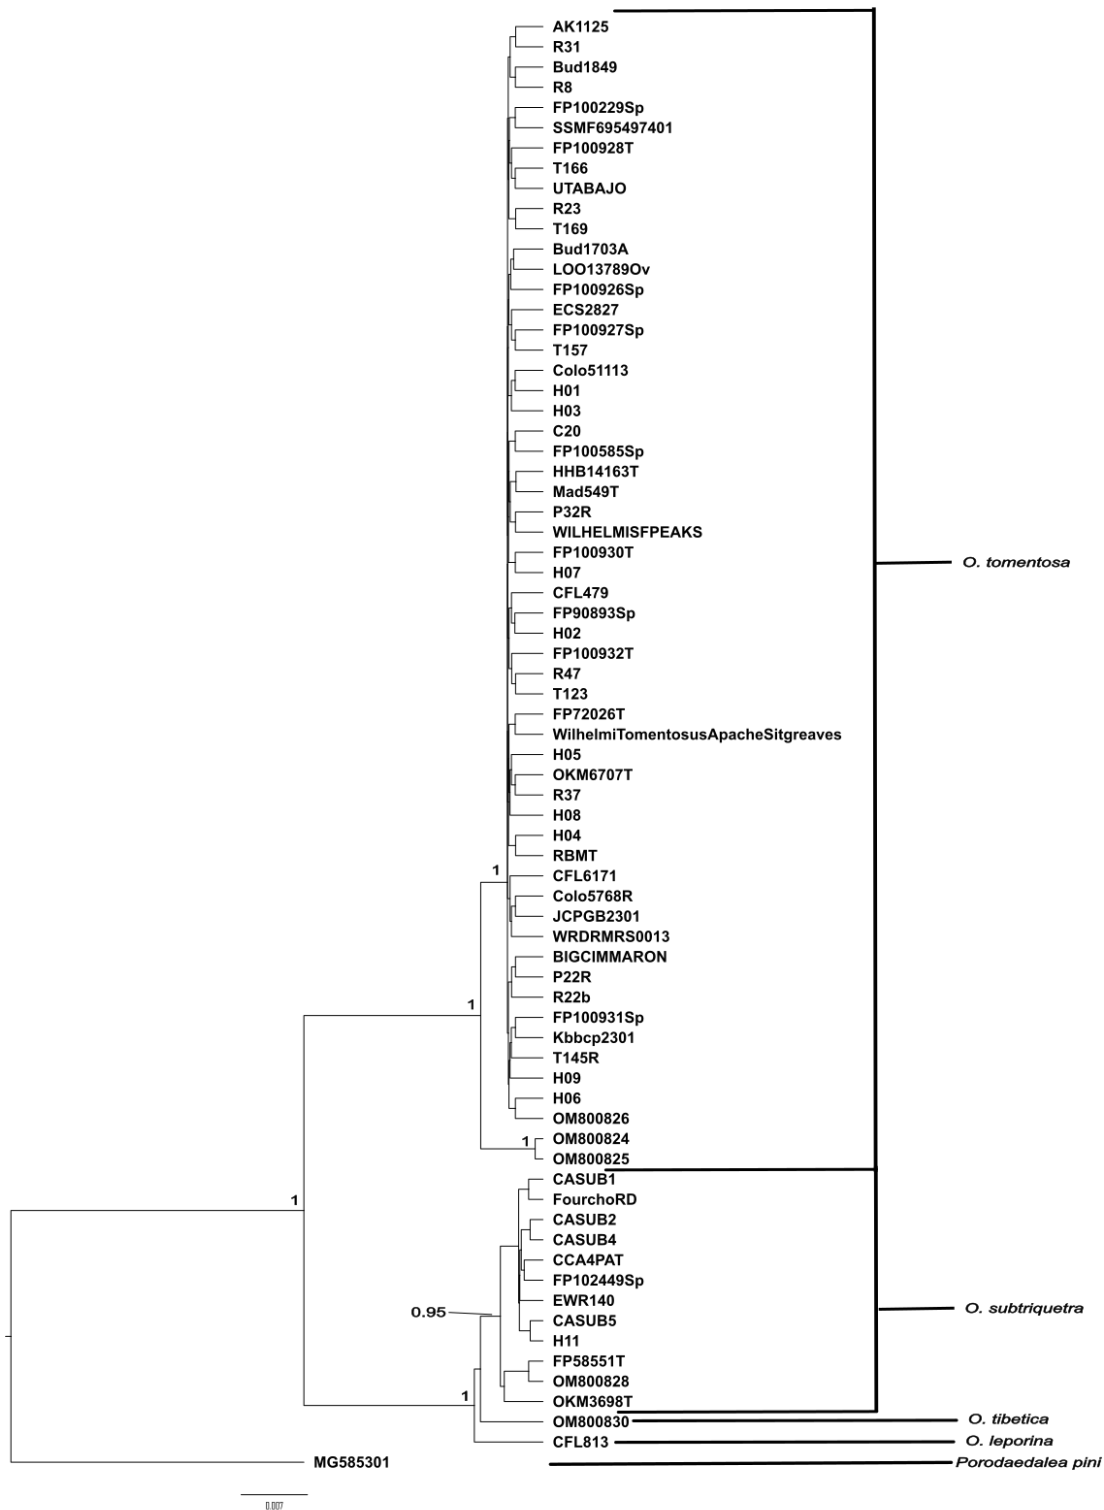 AK1125
R31
Bud1849
R8
FP100229Sp
SSMF695497401
FP100928T
T166
UTABAJO
R23
T169
Bud1703A
LOO13789Ov
FP100926Sp
ECS2827
FP100927Sp
T157
Colo51113
H01
H03
C20
FP100585Sp
HHB14163T
Mad549T
P32R
WILHELMISFPEAKS
FP100930T
O. tomentosa
H07
CFL479
FP90893Sp
H02
FP100932T
R47
T123
FP72026T
WilhelmiTomentosusApacheSitgreaves
H05
OKM6707T
R37
H08
H04
RBMT
1
CFL6171
Colo5768R
JCPGB2301
WRDRMRS0013
BIGCIMMARON
P22R
R22b
1
FP100931Sp
Kbbcp2301
T145R
H09
H06
OM800826
1
OM800824
OM800825
CASUB1
1
FourchoRD
CASUB2
CASUB4
CCA4PAT
FP102449Sp
EWR140
0.95
O. subtriquetra
CASUB5
H11
FP58551T
OM800828
1
OKM3698T
OM800830
O. tibetica
CFL813
O. leporina
MG585301
Porodaedalea pini
0.007